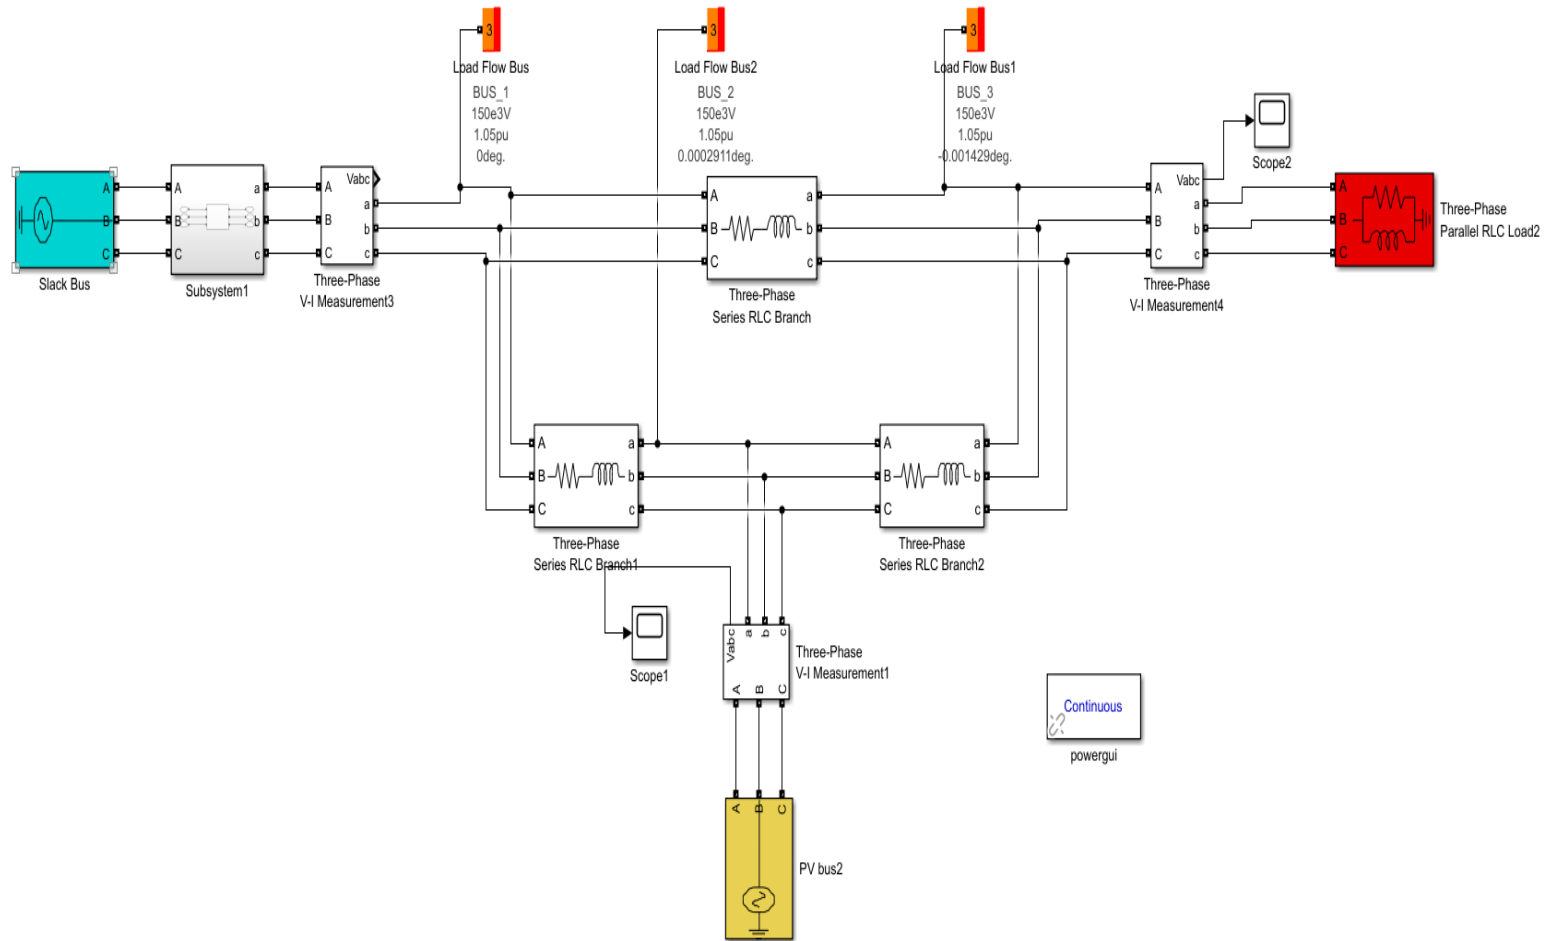 3
Load Flow Bus
BUS_1
150e3V
1.05pu
0deg.
3
Load Flow Bus2
BUS_2
150e3V
1.05pu
0.0002911deg.
3
Load Flow Bus1
BUS_3
150e3V
1.05pu
-0.001429deg.
Scope2
A
B
C
Slack Bus
A a
B b
C c
Subsystem1
Vabc
A a
B b
C c
Three-Phase
V-I Measurement3
A a
B b
C c
Three-Phase
Series RLC Branch
Vabc
A a
B b
C c
Three-Phase
V-I Measurement4
A
B
C
Three-Phase
Parallel RLC Load2
A a
B b
C c
Three-Phase
Series RLC Branch1
A a
B b
C c
Three-Phase
Series RLC Branch2
Scope1
Vabc a b c
A B C
Three-Phase
V-I Measurement1
Continuous
powergui
A B C
PV bus2